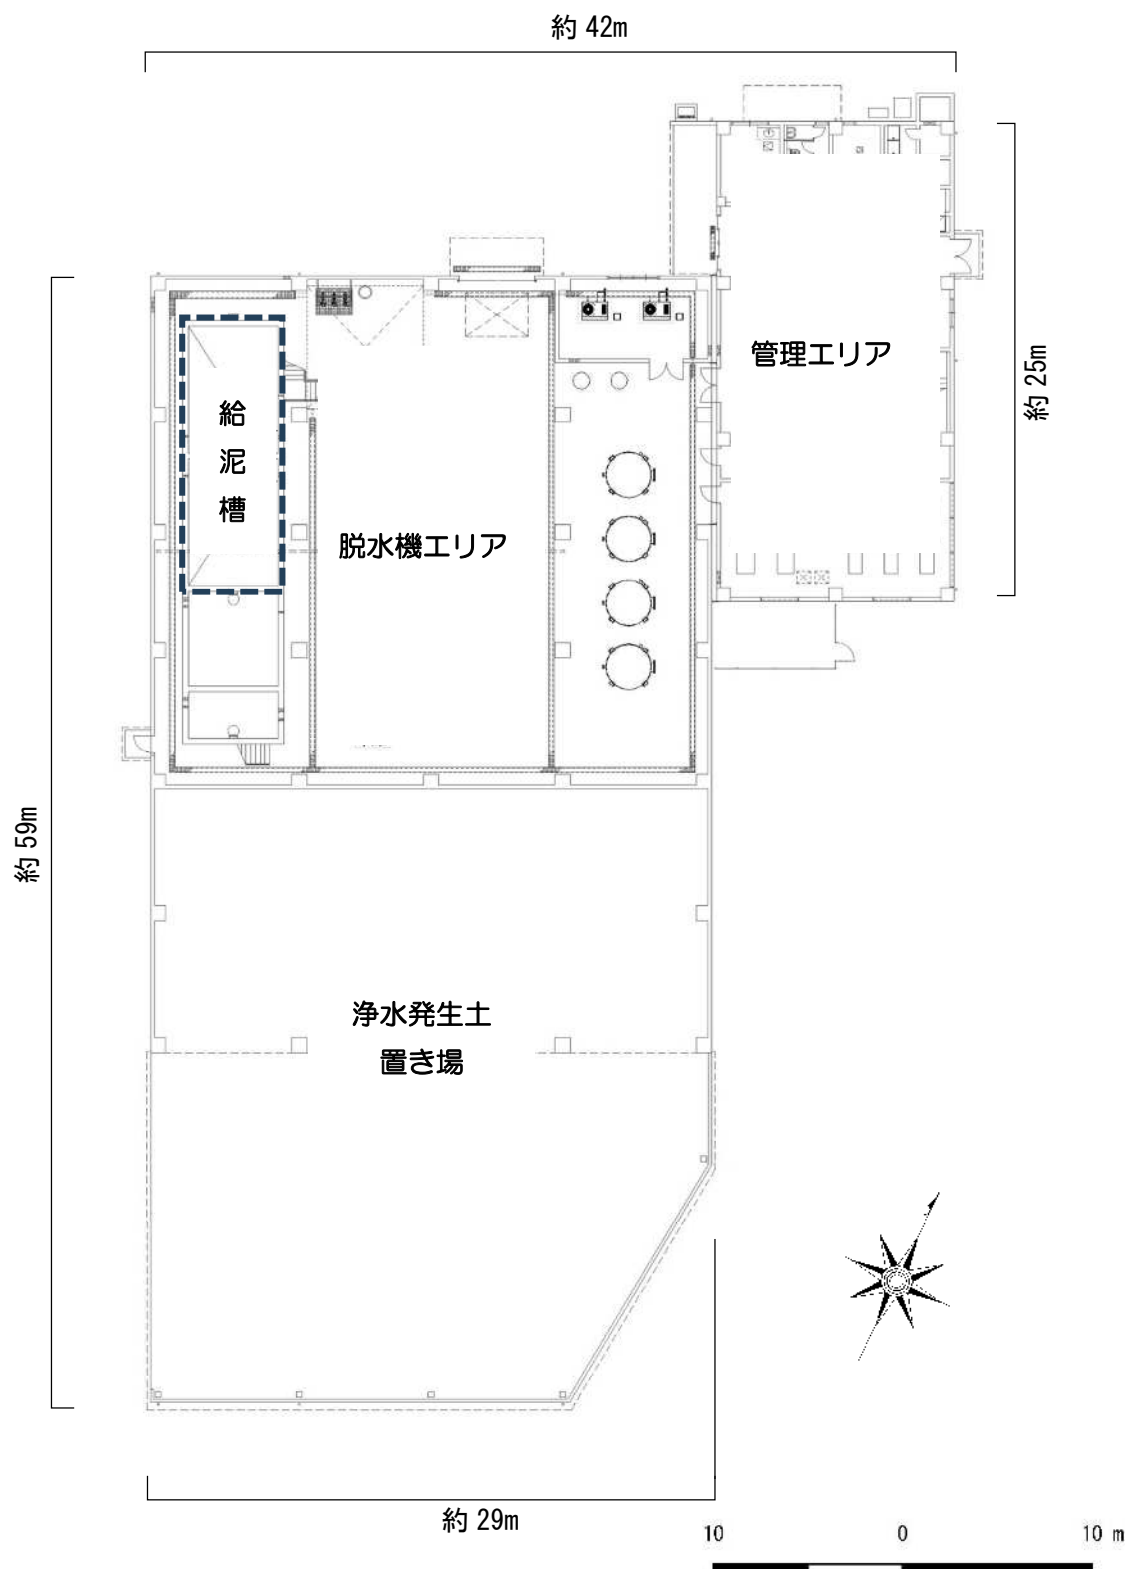 約 42m
管理エリア
約 25m
給
泥
槽
脱水機エリア
約 59m
浄水発生土
置き場
約 29m
10 0 10 m